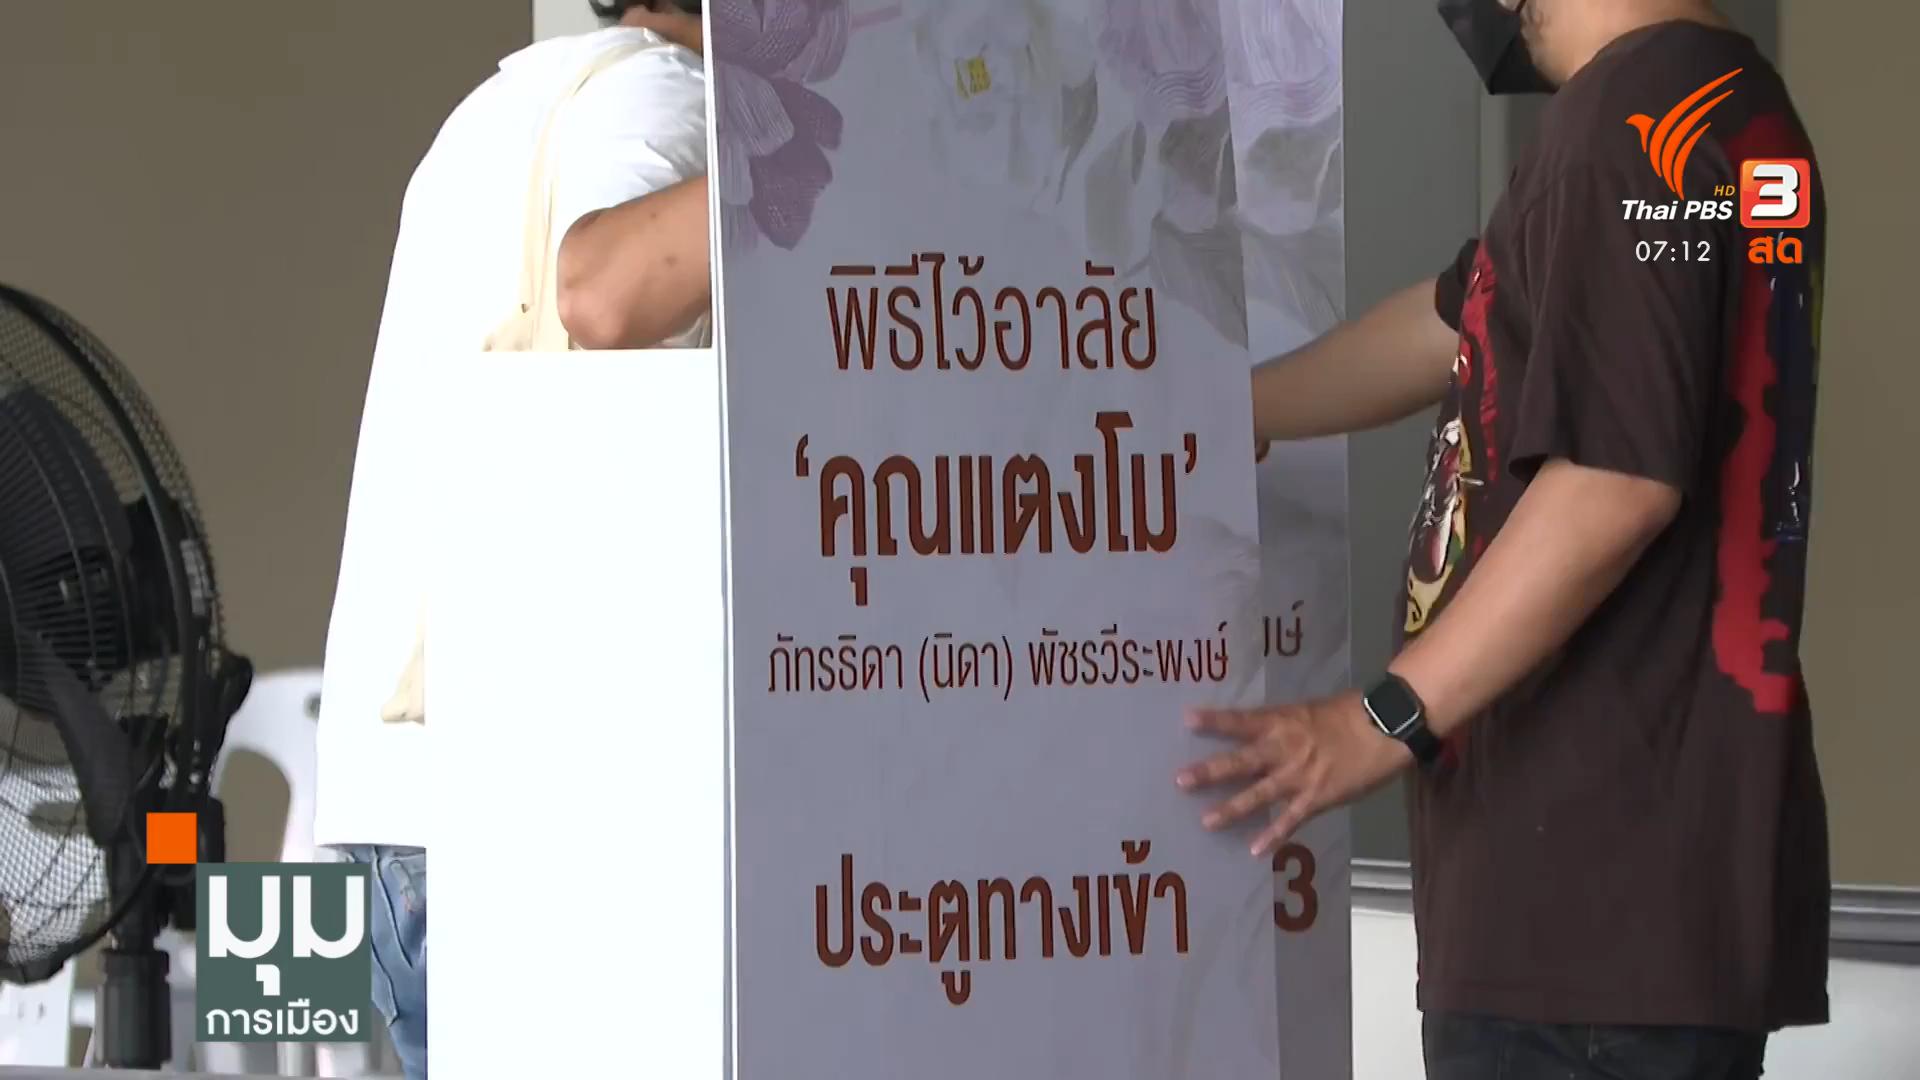 พิธีไว้อาลัย
‘คุณแตงโม’
ภัทรธิดา (นิดา) พัชรวีระพงษ์
งษ์
ประตูทางเข้า
3
Thai PBS HD 3
07:12 สด
มุม
การเมือง